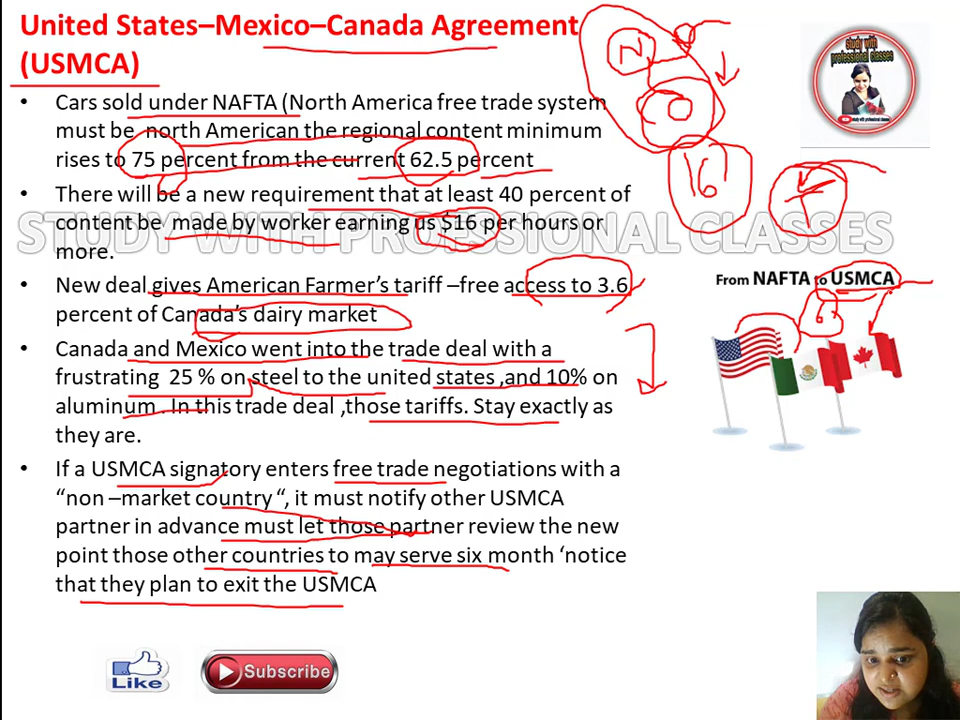 United States–Mexico–Canada Agreement
(USMCA)
• Cars sold under NAFTA (North America free trade system
must be north American the regional content minimum
rises to 75 percent from the current 62.5 percent
• There will be a new requirement that at least 40 percent of
content be made by worker earning us $16 per hours or
more.
• New deal gives American Farmer's tariff –free access to 3.6
percent of Canada's dairy market
• Canada and Mexico went into the trade deal with a
frustrating 25 % on steel to the united states ,and 10% on
aluminum . In this trade deal ,those tariffs. Stay exactly as
they are.
• If a USMCA signatory enters free trade negotiations with a
“non –market country “, it must notify other USMCA
partner in advance must let those partner review the new
point those other countries to may serve six month ‘notice
that they plan to exit the USMCA
STUDY WITH PROFISSIONAL CLASSES
study with
professional classes
N
16
From NAFTA to USMCA
Like
Subscribe